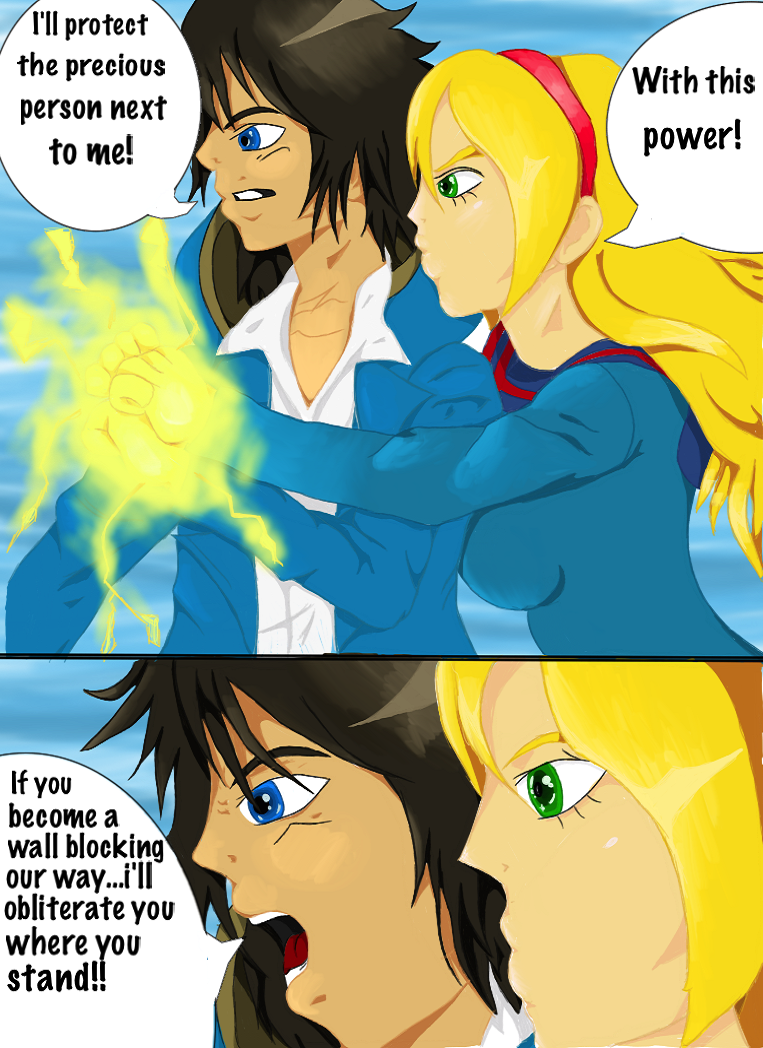 I'll protect
the precious
person next
to me!
With this
power!
If you
become a
wall blocking
our way...i'll
obliterate you
where you
stand!!